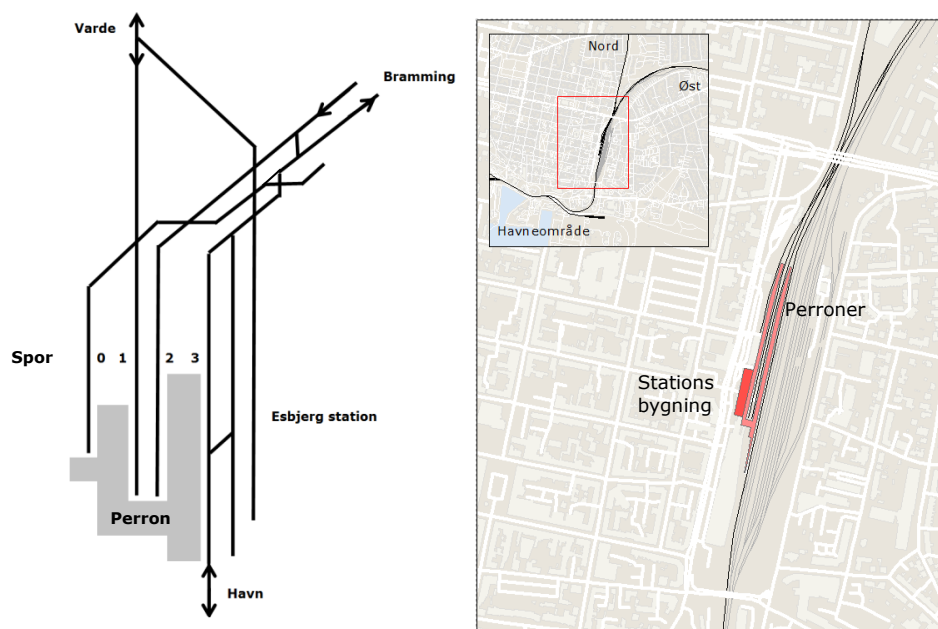 Varde
Bramming
Spor
0 1 2 3
Esbjerg station
Perron
Havn
Nord
Øst
Havneområde
Perroner
Stations
bygning